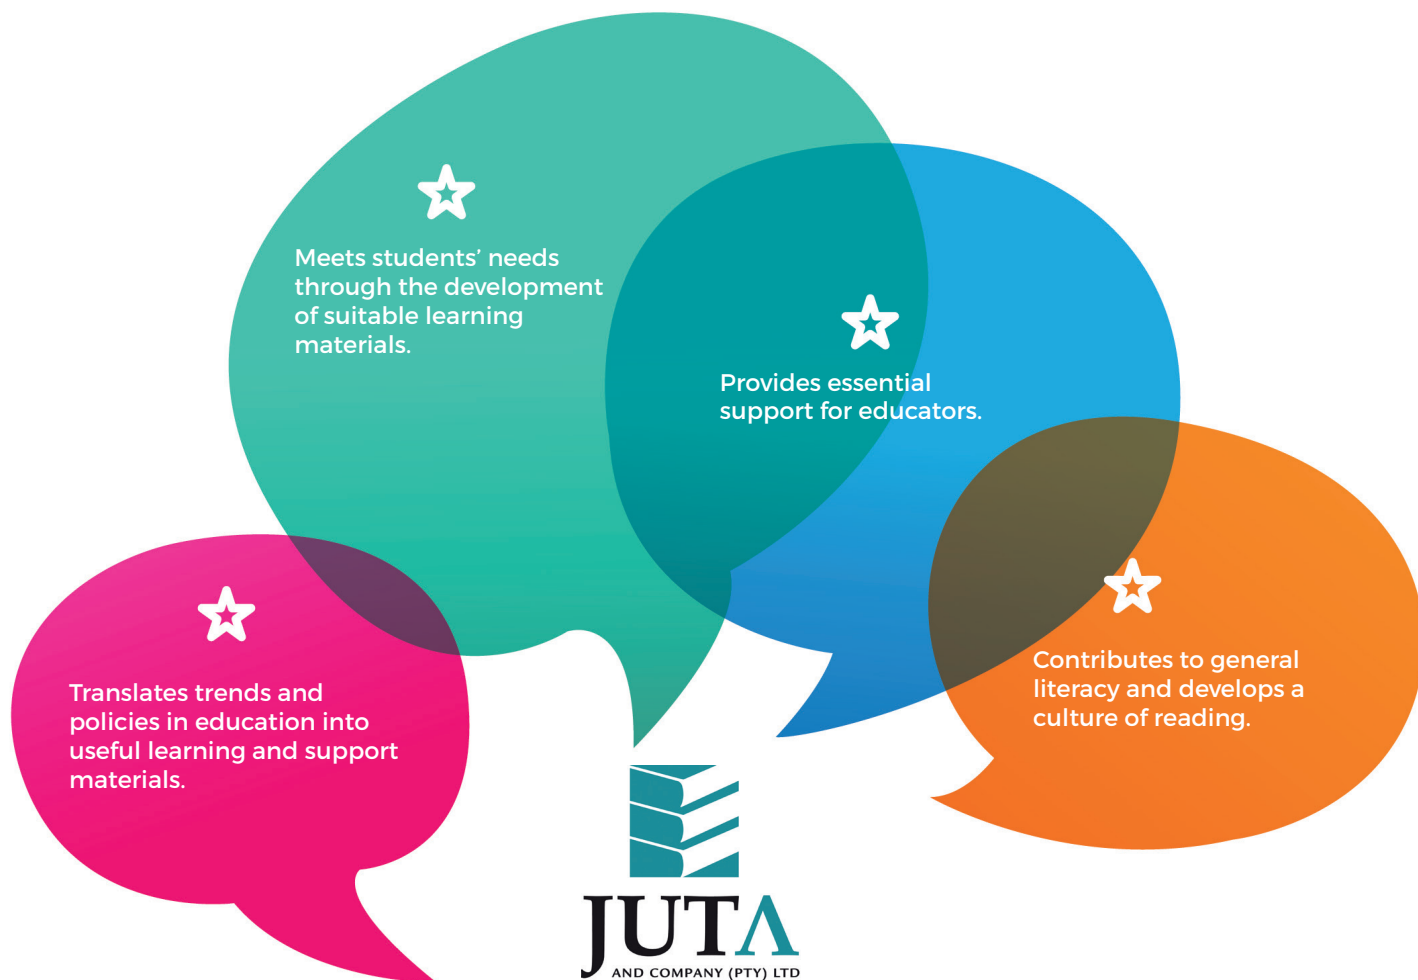 Meets students’ needs
through the development
of suitable learning
materials.
Provides essential
support for educators.
Translates trends and
policies in education into
useful learning and support
materials.
Contributes to general
literacy and develops a
culture of reading.
JUTA
AND COMPANY (PTY) LTD